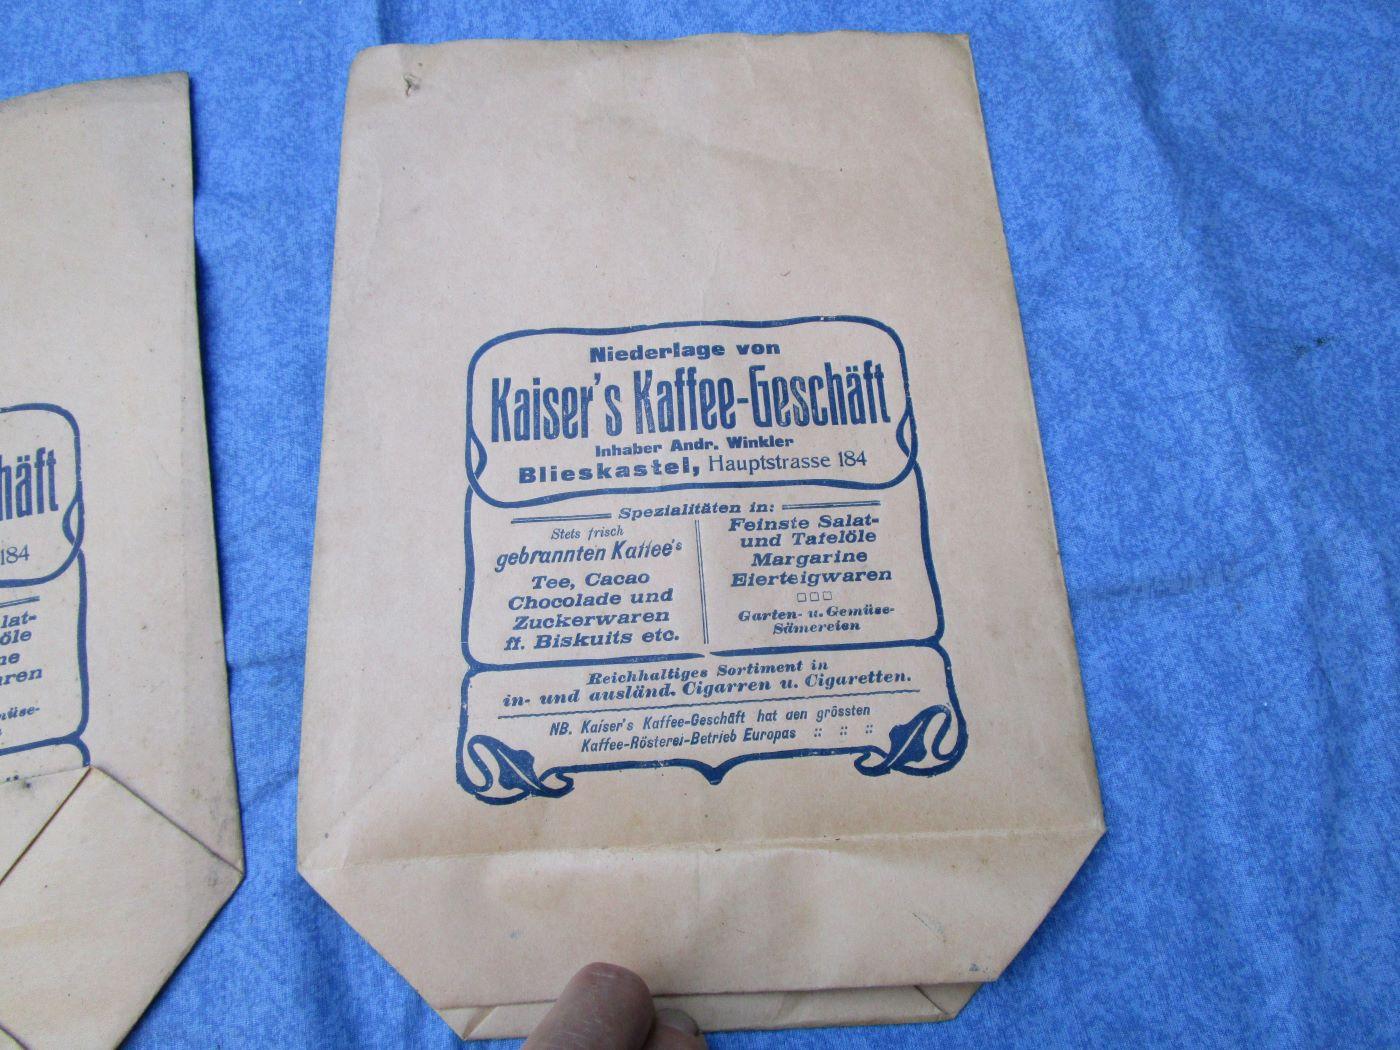 Niederlage von
Kaiser's Kaffee-Geschäft
Inhaber Andr. Winkler
Blieskastel, Hauptstrasse 184
Spezialitäten in:
Stets frisch
gebrannten Kaffee's
Tee, Cacao
Chocolade und
Zuckerwaren
ff. Biskuits etc.
Feinste Salat-
und Tafelöle
Margarine
Eierteigwaren
Garten- u. Gemüse-
Sämereien
Reichhaltiges Sortiment in
in- und ausländ. Cigarren u. Cigaretten.
NB. Kaiser's Kaffee-Geschäft hat den grössten
Kaffee-Rösterei-Betrieb Europas
häft
184
lat-
öle
ne
aren
müse-